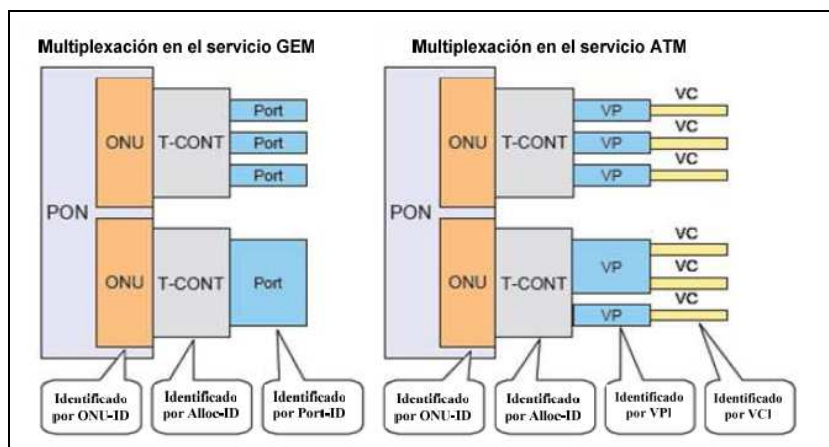 Multiplexación en el servicio GEM
PON
ONU
T-CONT
Port
Port
Port
ONU
T-CONT
Port
Identificado
por ONU-ID
Identificado
por Alloc-ID
Identificado
por Port-ID
Multiplexación en el servicio ATM
PON
ONU
T-CONT
VP
VP
VP
VC
VC
VC
ONU
T-CONT
VP
VP
VC
VC
VC
Identificado
por ONU-ID
Identificado
por Alloc-ID
Identificado
por VPI
Identificado
por VCI